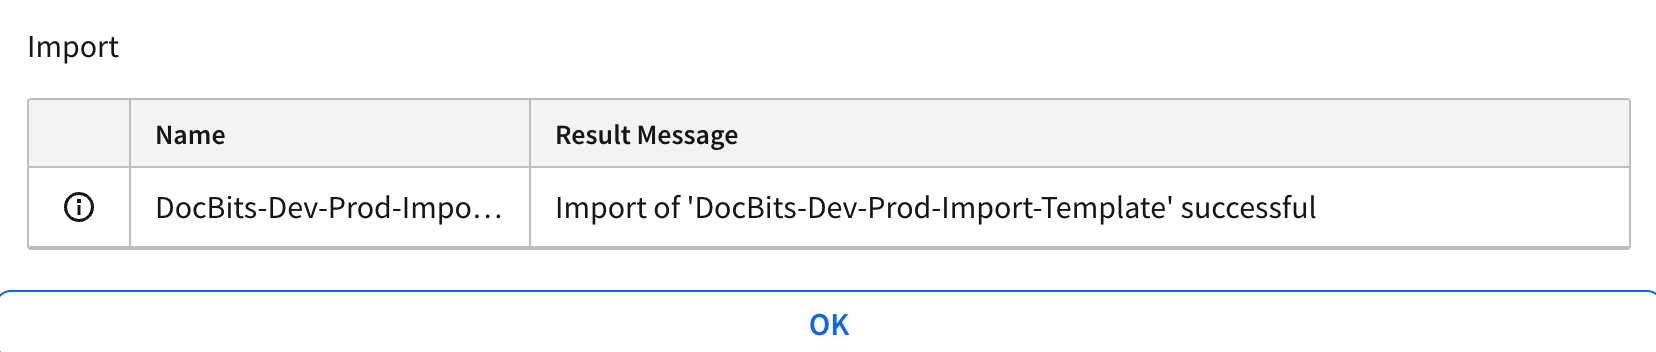 Import
Name Result Message
DocBits-Dev-Prod-Impo... Import of 'DocBits-Dev-Prod-Import-Template' successful
OK